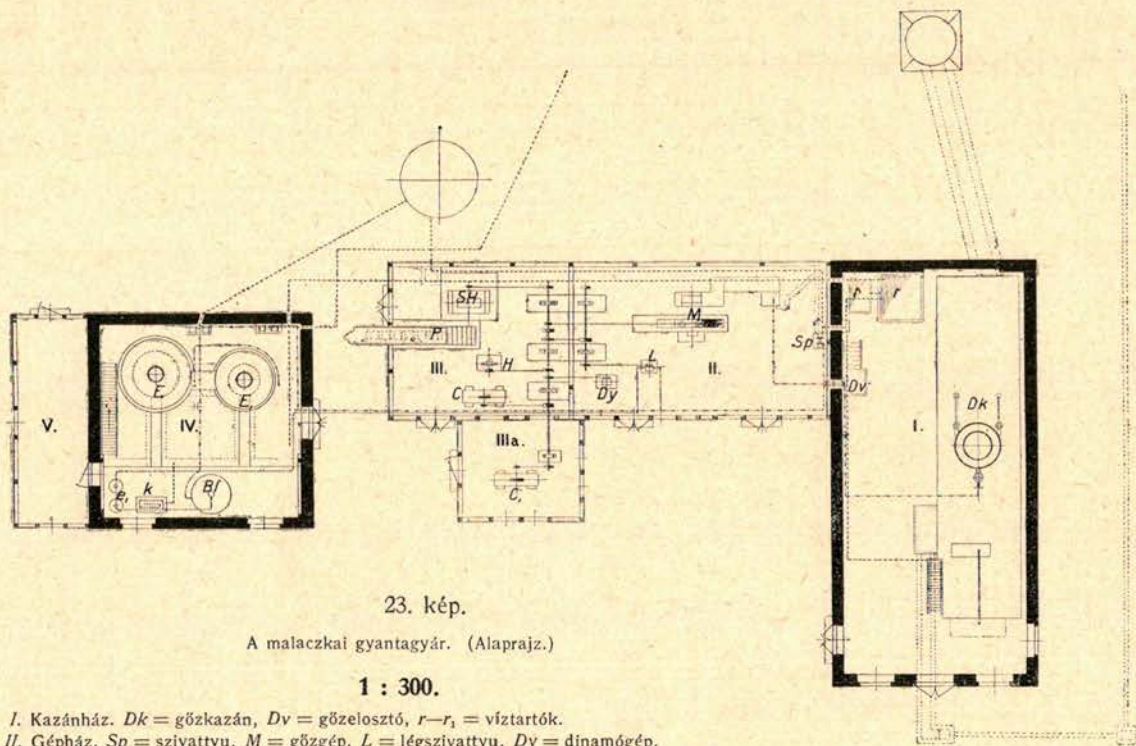 SH
r
r
M
P.
Sp
III.
H
L
II.
Dv
E,
E,
C
Dy
Dk
V.
IV.
I.
IIIa.
k
Bl
C,
e,
23. kép.
A malaczkai gyantagyár. (Alaprajz.)
1 : 300.
I. Kazánház. Dk = gőzkazán, Dv = gőzelosztó, r—r₁ = víztartók.
II. Gépház. Sp = szivattyu, M = gőzgép, L = légszivattyu, Dy = dinamógép.